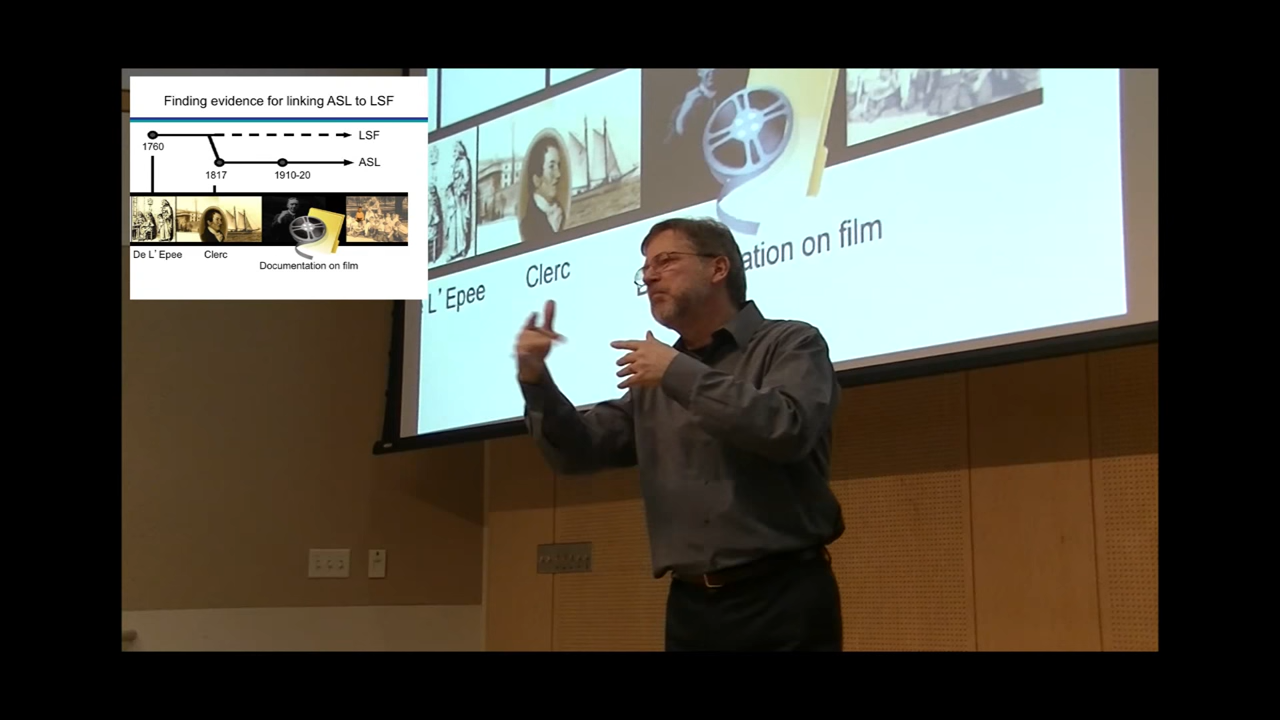 Finding evidence for linking ASL to LSF
LSF
1760
ASL
1817
1910-20
De L'Epee
Clerc
Documentation on film
L'Epee
Clerc
ation on film